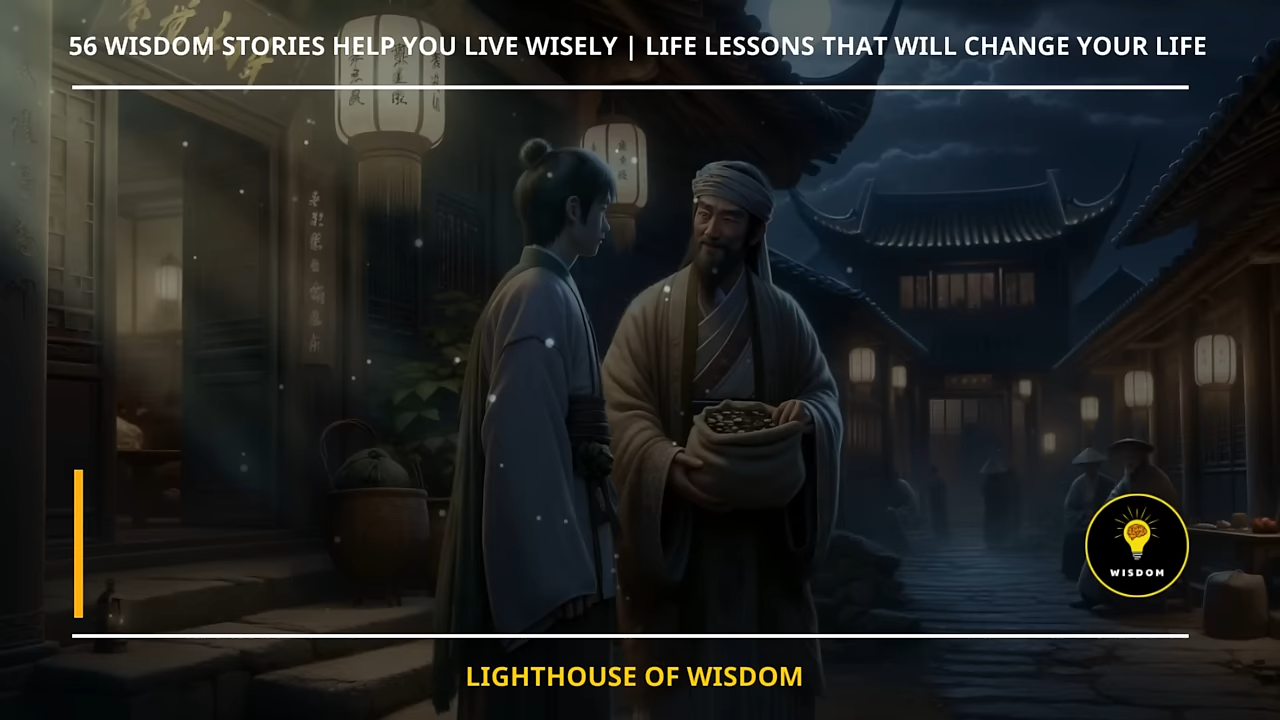 56 WISDOM STORIES HELP YOU LIVE WISELY | LIFE LESSONS THAT WILL CHANGE YOUR LIFE
WISDOM
LIGHTHOUSE OF WISDOM